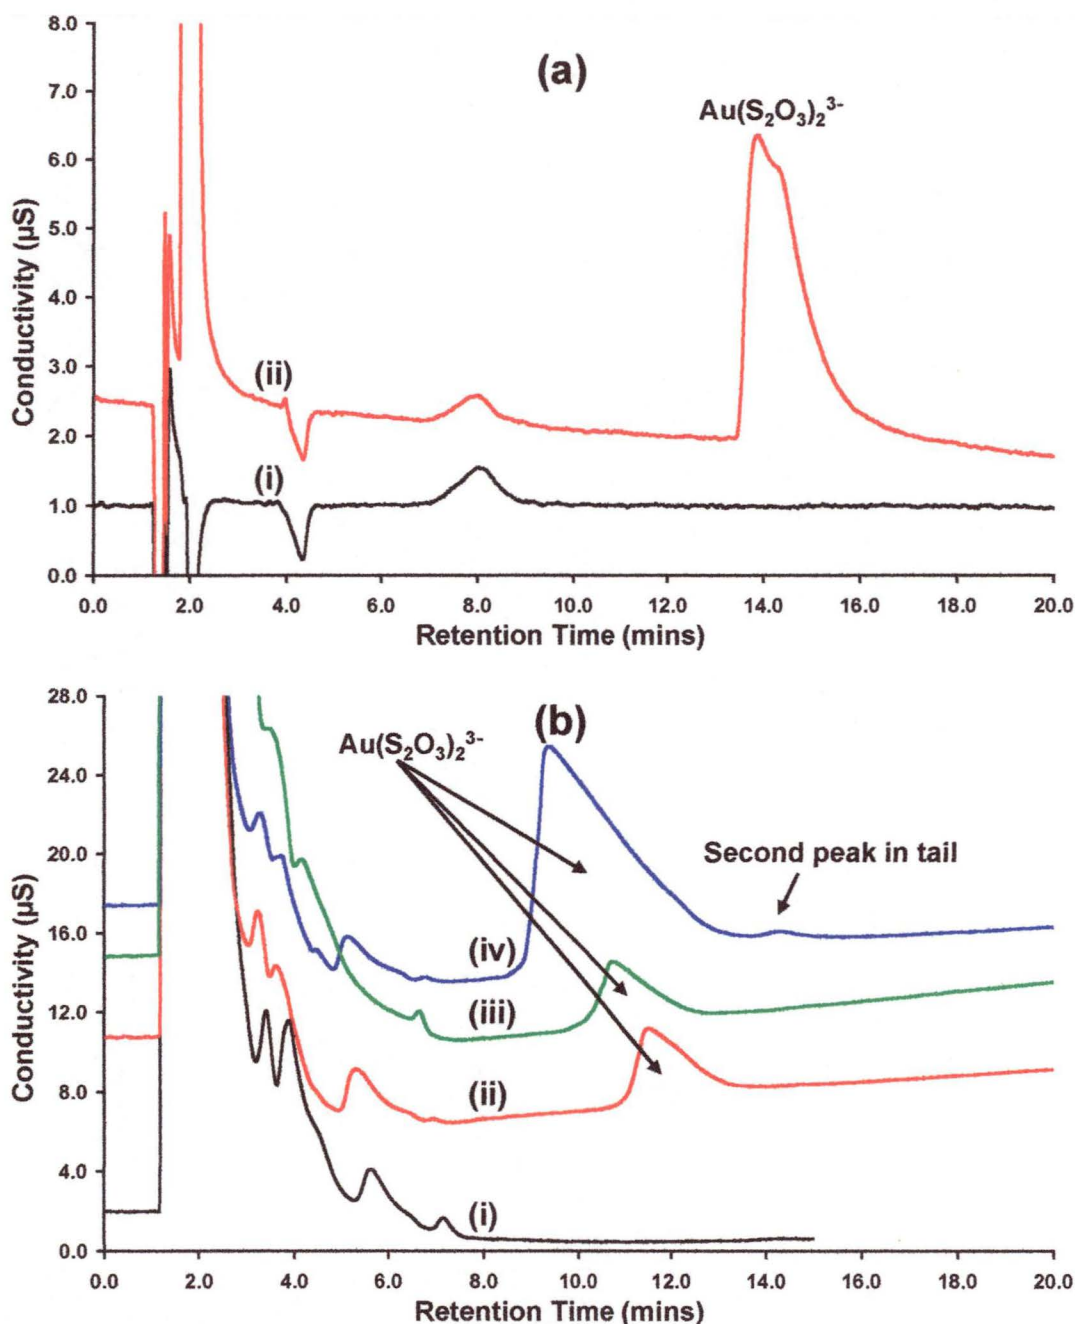 8.0
(a)
7.0
Au(S₂O₃)₂³⁻
6.0
5.0
Conductivity (µS)
4.0
3.0
(ii)
2.0
(i)
1.0
0.0
0.0 2.0 4.0 6.0 8.0 10.0 12.0 14.0 16.0 18.0 20.0
Retention Time (mins)
28.0
(b)
Au(S₂O₃)₂³⁻
24.0
20.0
Second peak in tail
Conductivity (µS)
16.0
(iv)
(iii)
12.0
(ii)
8.0
4.0
(i)
0.0
0.0 2.0 4.0 6.0 8.0 10.0 12.0 14.0 16.0 18.0 20.0
Retention Time (mins)